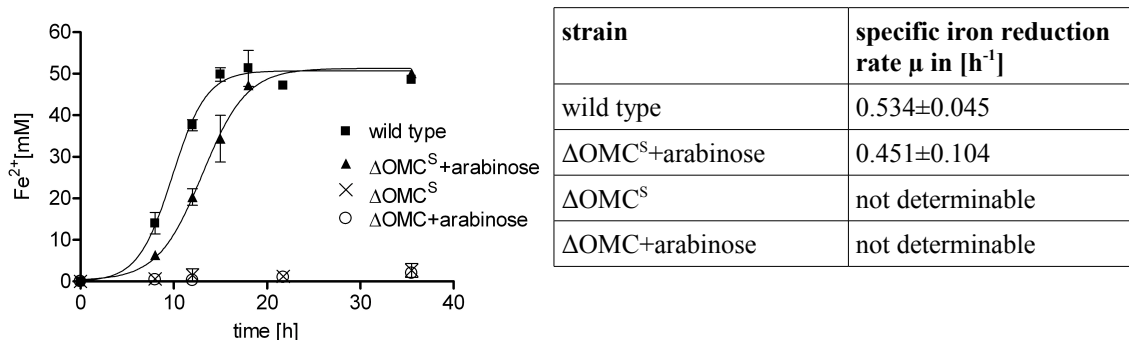 Fe²⁺[mM]
60
50
40
30
20
10
0
0
10
20
30
40
time [h]
wild type
ΔOMCˢ+arabinose
ΔOMCˢ
ΔOMC+arabinose
strain
specific iron reduction
rate μ in [h⁻¹]
wild type
0.534±0.045
ΔOMCˢ+arabinose
0.451±0.104
ΔOMCˢ
not determinable
ΔOMC+arabinose
not determinable